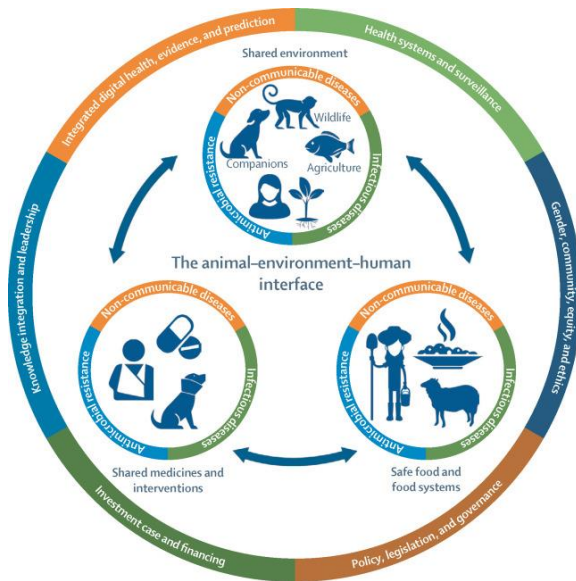 Integrated digital health, evidence, and prediction
Health systems and surveillance
Shared environment
Non-communicable diseases
Wildlife
Companions
Agriculture
Antimicrobial resistance
Infectious diseases
Knowledge integration and leadership
Gender, community, equity, and ethics
The animal–environment–human
interface
Non-communicable diseases
Antimicrobial resistance
Infectious diseases
Non-communicable diseases
Antimicrobial resistance
Infectious diseases
Shared medicines and
interventions
Safe food and
food systems
Investment case and financing
Policy, legislation, and governance